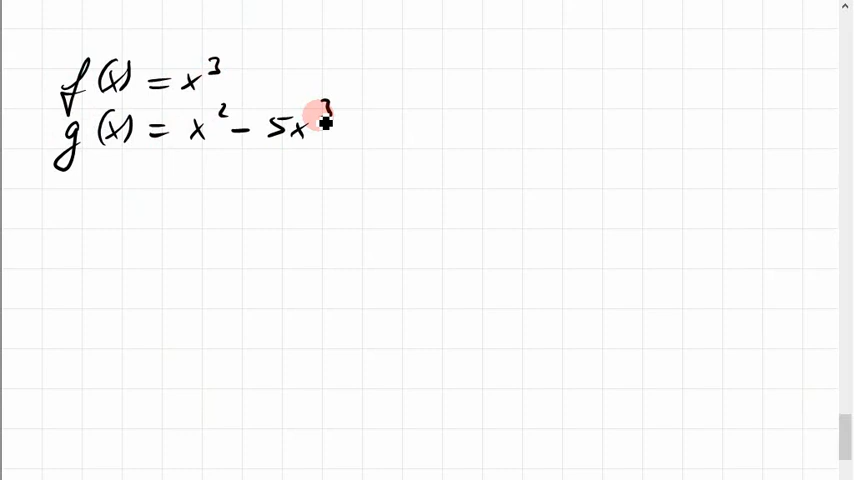 f(x) = x³
g(x) = x² - 5x³